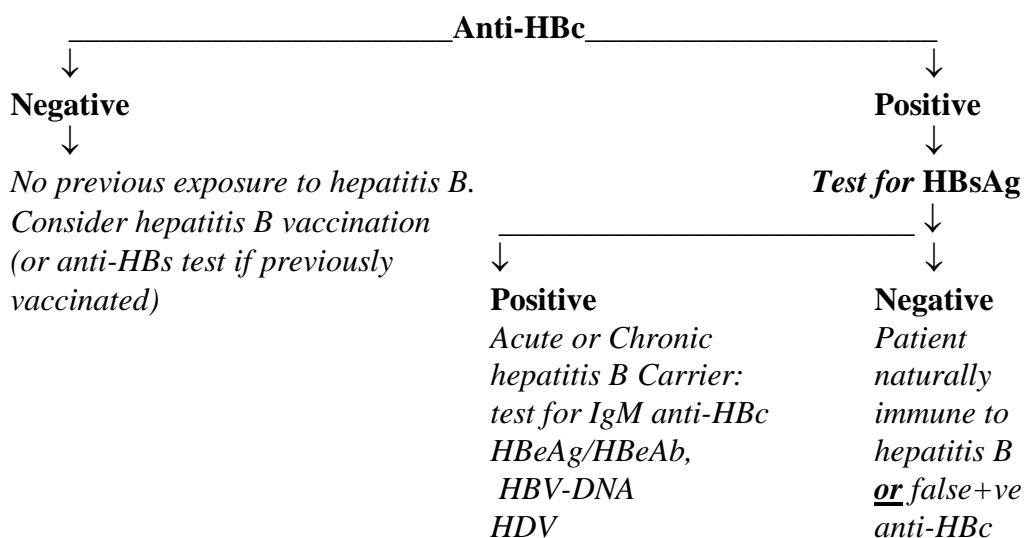 Anti-HBc
Negative
Positive
No previous exposure to hepatitis B.
Consider hepatitis B vaccination
(or anti-HBs test if previously
vaccinated)
Test for HBsAg
Positive
Acute or Chronic
hepatitis B Carrier:
test for IgM anti-HBc
HBeAg/HBeAb,
HBV-DNA
HDV
Negative
Patient
naturally
immune to
hepatitis B
or false+ve
anti-HBc